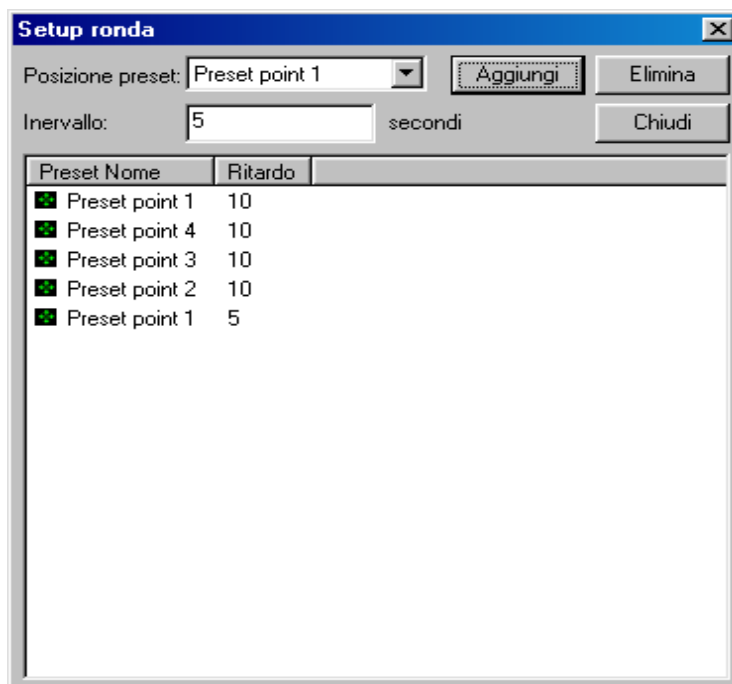 Setup ronda
Posizione preset: Preset point 1 Aggiungi Elimina
Inervallo: 5 secondi Chiudi
Preset Nome Ritardo
Preset point 1 10
Preset point 4 10
Preset point 3 10
Preset point 2 10
Preset point 1 5